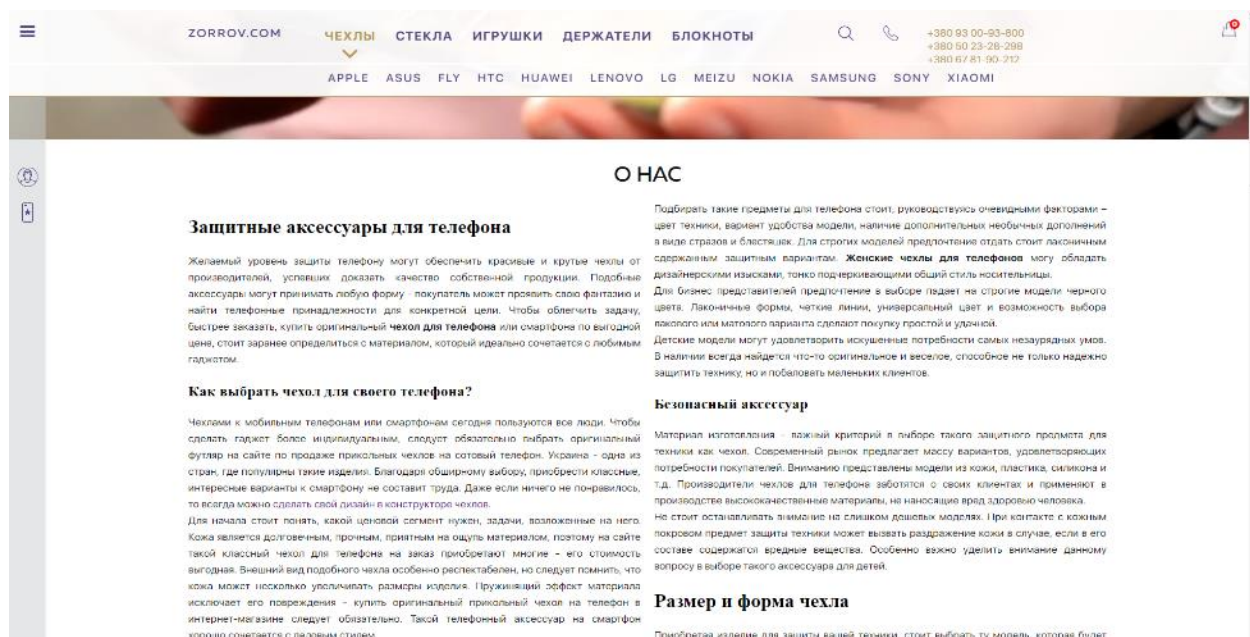 ZORROV.COM
ЧЕХЛЫ СТЕКЛА ИГРУШКИ ДЕРЖАТЕЛИ БЛОКНОТЫ
+380 93 00-93-800
+380 50 23-28-298
+380 67 81-90-212
0
APPLE ASUS FLY HTC HUAWEI LENOVO LG MEIZU NOKIA SAMSUNG SONY XIAOMI
О НАС
Защитные аксессуары для телефона
Желаемый уровень защиты телефону могут обеспечить красивые и крутые чехлы от
производителей, успевших доказать качество собственной продукции. Подобные
аксессуары могут принимать любую форму - покупатель может проявить свою фантазию и
найти телефонные принадлежности для конкретной цели. Чтобы облегчить задачу,
быстрее заказать, купить оригинальный чехол для телефона или смартфона по выгодной
цене, стоит заранее определиться с материалом, который идеально сочетается с любимым
гаджетом.
Как выбрать чехол для своего телефона?
Чехлами к мобильным телефонам или смартфонам сегодня пользуются все люди. Чтобы
сделать гаджет более индивидуальным, следует обязательно выбрать оригинальный
футляр на сайте по продаже прикольных чехлов на сотовый телефон. Украина - одна из
стран, где популярны такие изделия. Благодаря обширному выбору, приобрести классные,
интересные варианты к смартфону не составит труда. Даже если ничего не понравилось,
то всегда можно сделать свой дизайн в конструкторе чехлов.
Для начала стоит понять, какой ценовой сегмент нужен, задачи, возложенные на него.
Кожа является долговечным, прочным, приятным на ощупь материалом, поэтому на сайте
такой классный чехол для телефона на заказ приобретают многие - его стоимость
выгодная. Внешний вид подобного чехла особенно респектабелен, но следует помнить, что
кожа может несколько увеличивать размеры изделия. Пружинящий эффект материала
исключает его повреждения - купить оригинальный прикольный чехол на телефон в
интернет-магазине следует обязательно. Такой телефонный аксессуар на смартфон
хорошо сочетается с деловым стилем.
Подбирать такие предметы для телефона стоит, руководствуясь очевидными факторами –
цвет техники, вариант удобства модели, наличие дополнительных необычных дополнений
в виде стразов и блестяшек. Для строгих моделей предпочтение отдать стоит лаконичным
сдержанным защитным вариантам. Женские чехлы для телефонов могу обладать
дизайнерскими изысками, тонко подчеркивающими общий стиль носительницы.
Для бизнес представителей предпочтение в выборе падает на строгие модели черного
цвета. Лаконичные формы, четкие линии, универсальный цвет и возможность выбора
лакового или матового варианта сделают покупку простой и удачной.
Детские модели могут удовлетворить искушенные потребности самых незаурядных умов.
В наличии всегда найдется что-то оригинальное и веселое, способное не только надежно
защитить технику, но и побаловать маленьких клиентов.
Безопасный аксессуар
Материал изготовления - важный критерий в выборе такого защитного предмета для
техники как чехол. Современный рынок предлагает массу вариантов, удовлетворяющих
потребности покупателей. Вниманию представлены модели из кожи, пластика, силикона и
т.д. Производители чехлов для телефона заботятся о своих клиентах и применяют в
производстве высококачественные материалы, не наносящие вред здоровью человека.
Не стоит останавливать внимание на слишком дешевых моделях. При контакте с кожным
покровом предмет защиты техники может вызвать раздражение кожи в случае, если в его
составе содержатся вредные вещества. Особенно важно уделить внимание данному
вопросу в выборе такого аксессуара для детей.
Размер и форма чехла
Приобретая изделие для защиты вашей техники, стоит выбрать ту модель, которая будет